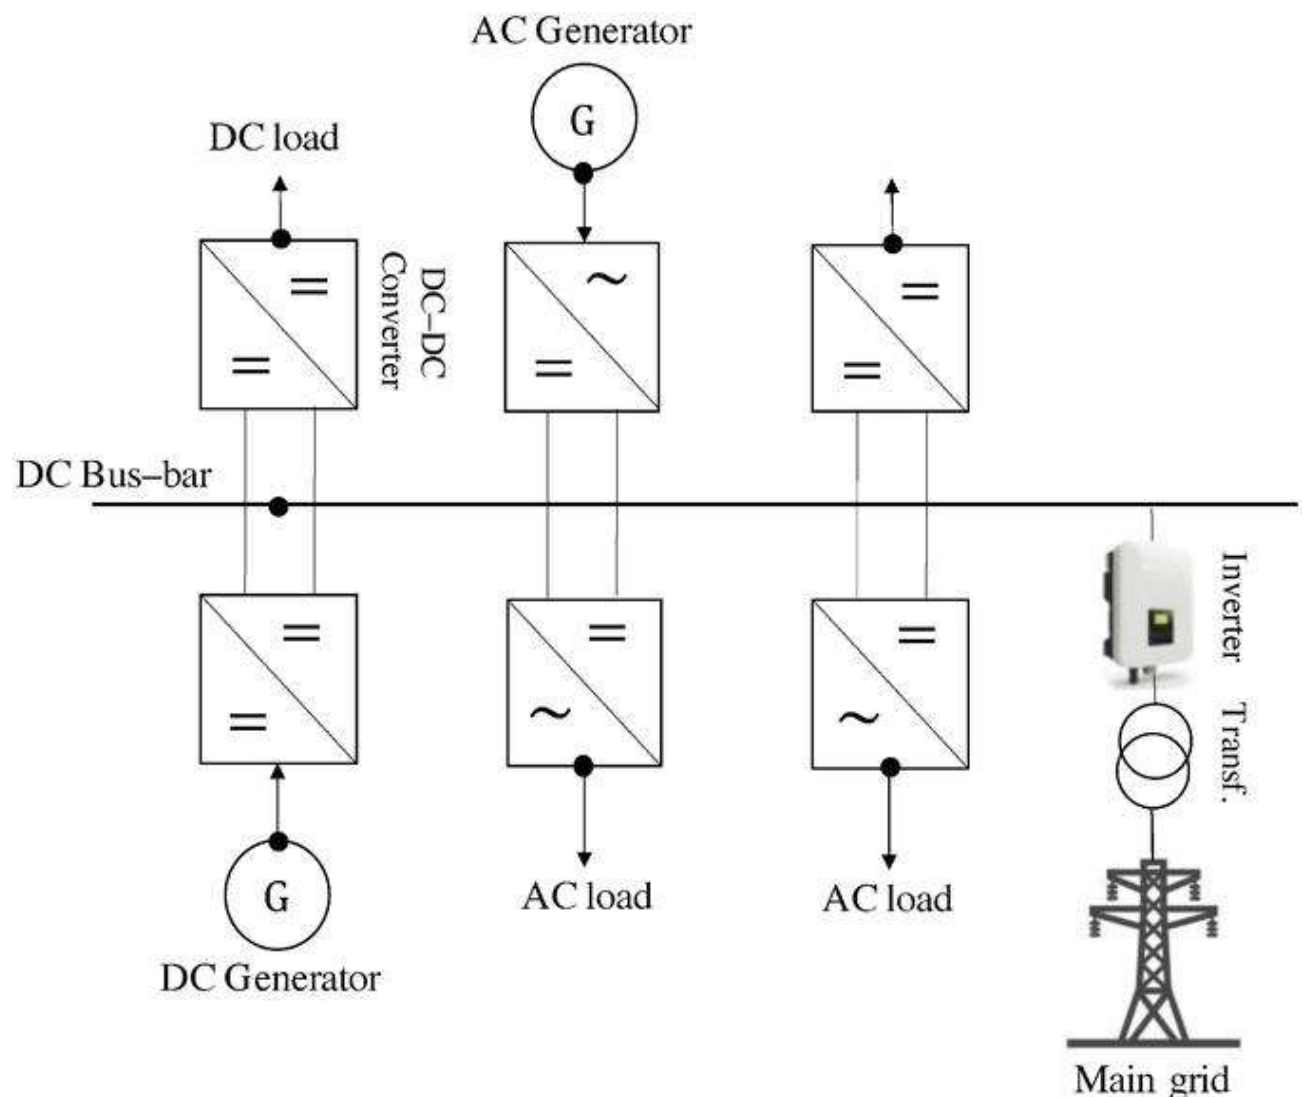 AC Generator
G
DC load
DC–DC
Converter
~
DC Bus–bar
Inverter
~
~
Transf.
G
AC load
AC load
DC Generator
Main grid